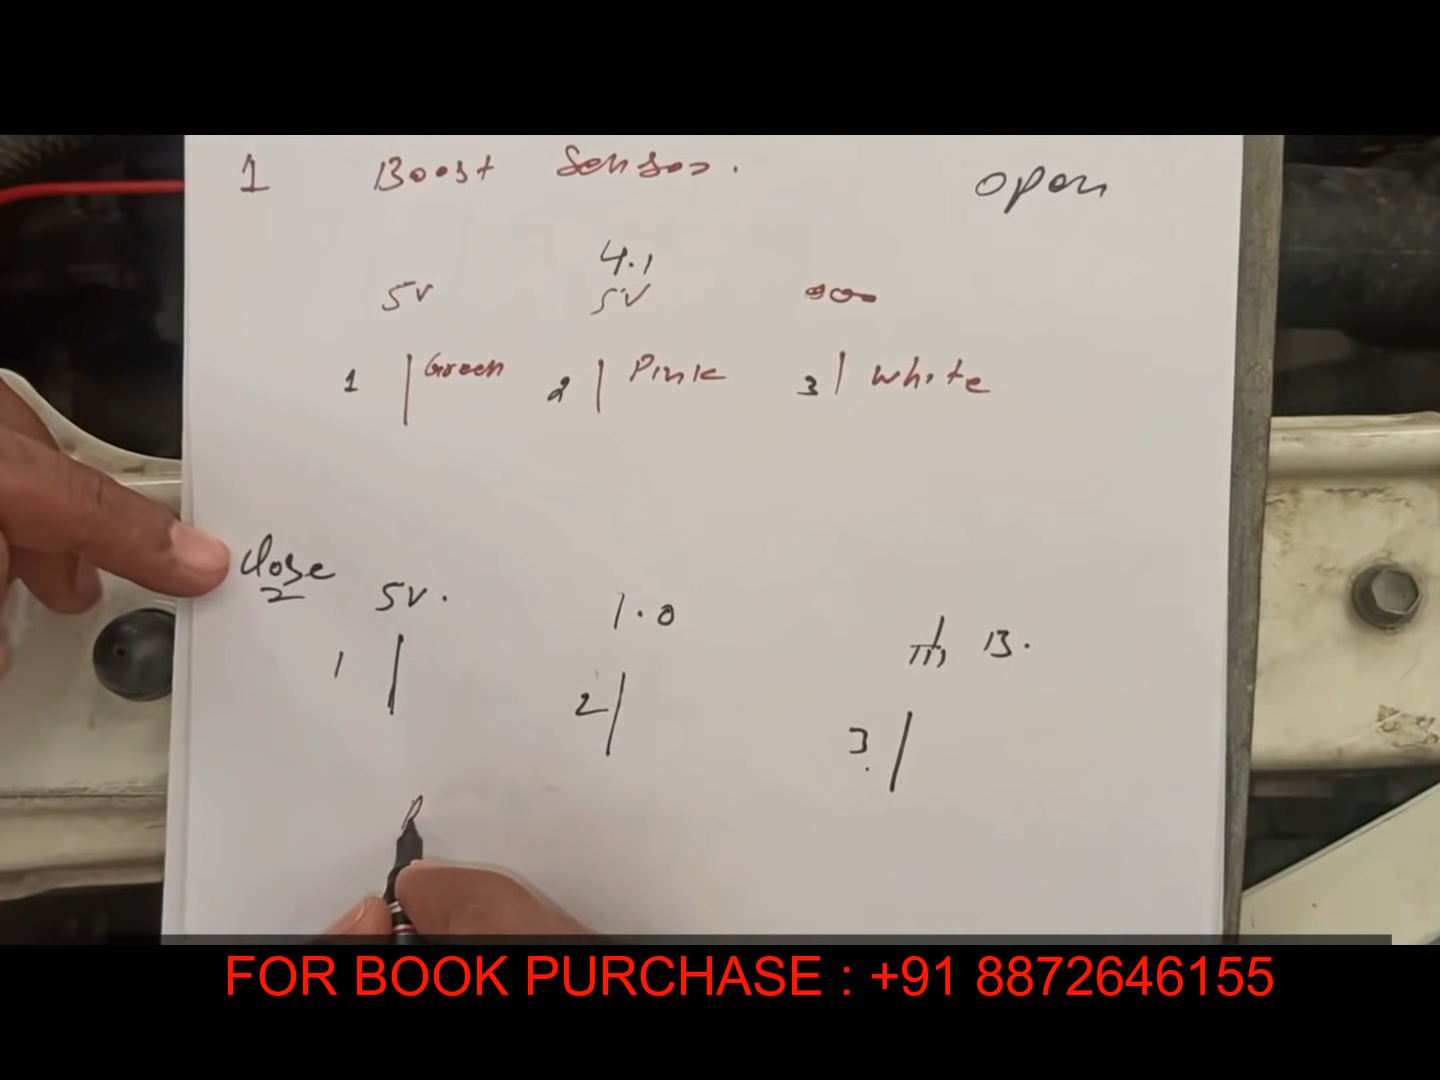 1 Boost Sensor. open
4.1
5V 5V
1 Green 2 Pink 3 White
Close
5V. 1.0 B.
1 2 3.
FOR BOOK PURCHASE : +91 8872646155